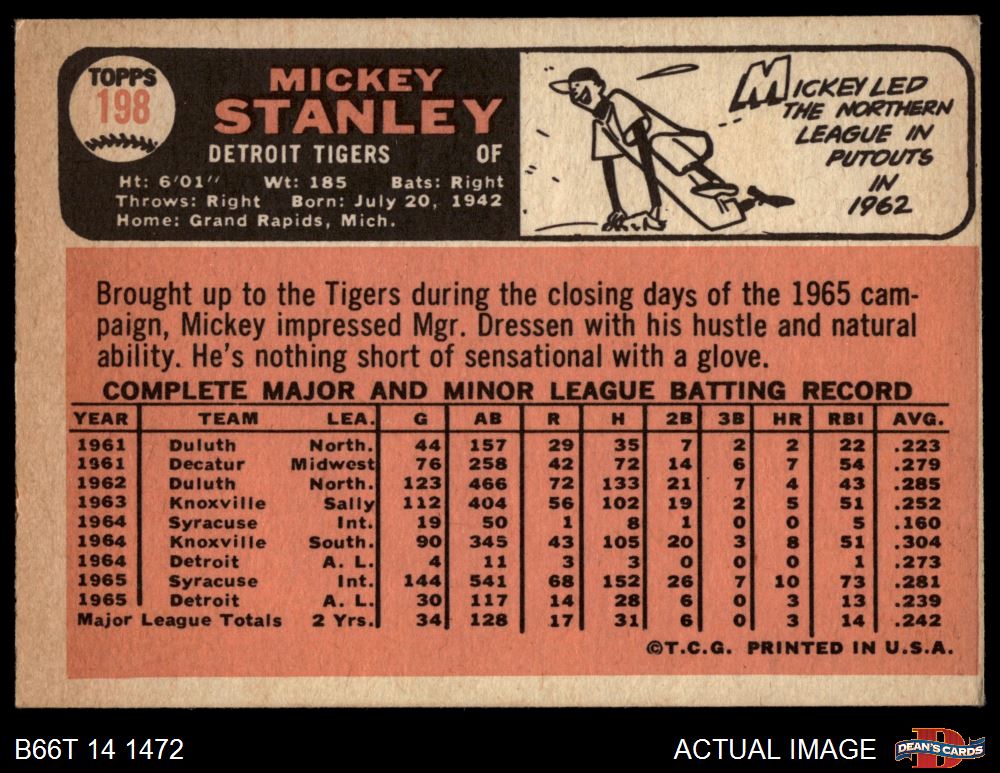 TOPPS
198
MICKEY
STANLEY
DETROIT TIGERS OF
Ht: 6'01" Wt: 185 Bats: Right
Throws: Right Born: July 20, 1942
Home: Grand Rapids, Mich.
MICKEY LED
THE NORTHERN
LEAGUE IN
PUTOUTS
IN
1962
Brought up to the Tigers during the closing days of the 1965 cam-
paign, Mickey impressed Mgr. Dressen with his hustle and natural
ability. He's nothing short of sensational with a glove.
COMPLETE MAJOR AND MINOR LEAGUE BATTING RECORD
YEAR TEAM LEA. G AB R H 2B 3B HR RBI AVG.
1961 Duluth North. 44 157 29 35 7 2 2 22 .223
1961 Decatur Midwest 76 258 42 72 14 6 7 54 .279
1962 Duluth North. 123 466 72 133 21 7 4 43 .285
1963 Knoxville Sally 112 404 56 102 19 2 5 51 .252
1964 Syracuse Int. 19 50 1 8 1 0 0 5 .160
1964 Knoxville South. 90 345 43 105 20 3 8 51 .304
1964 Detroit A. L. 4 11 3 3 0 0 0 1 .273
1965 Syracuse Int. 144 541 68 152 26 7 10 73 .281
1965 Detroit A. L. 30 117 14 28 6 0 3 13 .239
Major League Totals 2 Yrs. 34 128 17 31 6 0 3 14 .242
©T.C.G. PRINTED IN U.S.A.
B66T 14 1472
ACTUAL IMAGE
D
DEAN'S CARDS